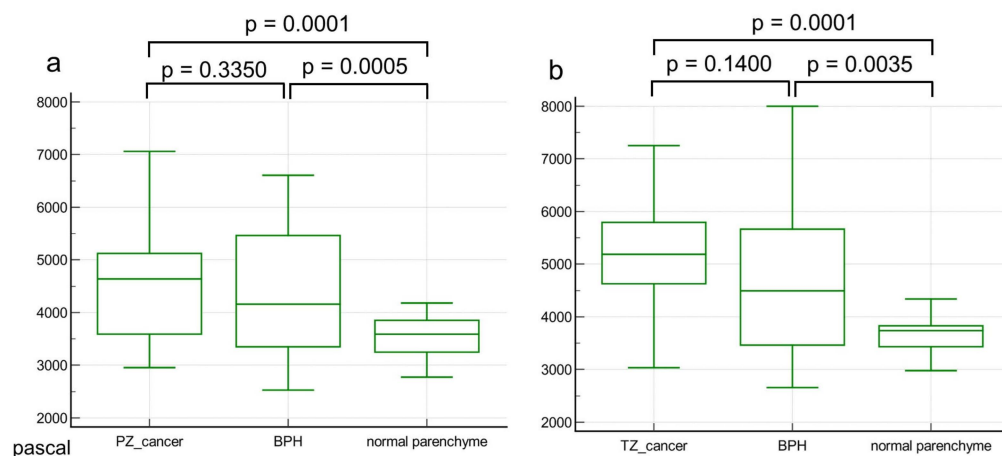 p = 0.0001
a
p = 0.3350
p = 0.0005
8000
7000
6000
5000
4000
3000
2000
pascal
PZ_cancer
BPH
normal parenchyme
p = 0.0001
b
p = 0.1400
p = 0.0035
8000
7000
6000
5000
4000
3000
2000
TZ_cancer
BPH
normal parenchyme